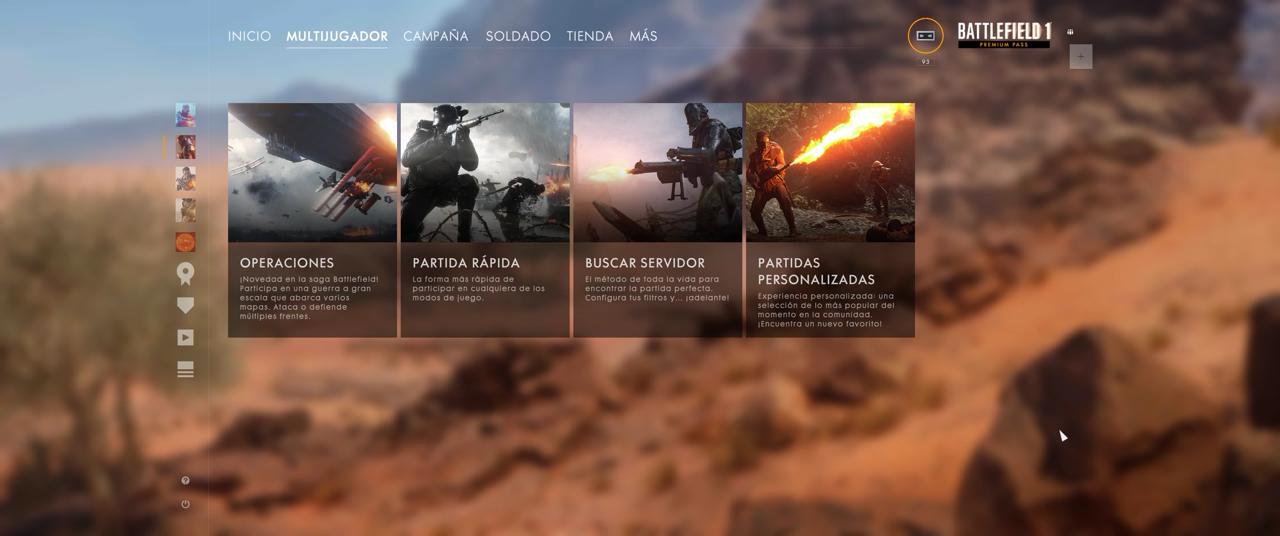 INICIO MULTIJUGADOR CAMPAÑA SOLDADO TIENDA MÁS
BATTLEFIELD 1
PREMIUM PASS
93
OPERACIONES
¡Novedad en la saga Battlefield!
Participa en una guerra a gran
escala que abarca varios
mapas. Ataca o defiende
múltiples frentes.
PARTIDA RÁPIDA
La forma más rápida de
participar en cualquiera de los
modos de juego.
BUSCAR SERVIDOR
El método de toda la vida para
encontrar la partida perfecta.
Configura tus filtros y... ¡adelante!
PARTIDAS
PERSONALIZADAS
Experiencia personalizada: una
selección de lo más popular del
momento en la comunidad.
¡Encuentra un nuevo favorito!